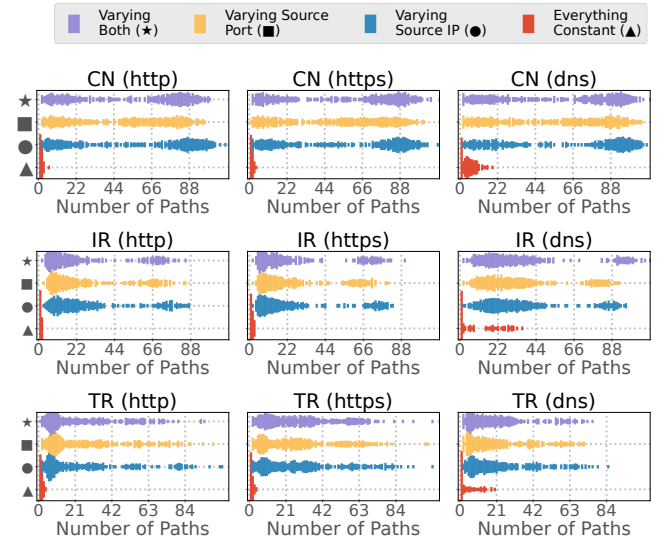 Varying Both (★)
Varying Source Port (■)
Varying Source IP (●)
Everything Constant (▲)
CN (http)
CN (https)
CN (dns)
★
■
●
▲
0 22 44 66 88
0 22 44 66 88
0 22 44 66 88
Number of Paths
Number of Paths
Number of Paths
IR (http)
IR (https)
IR (dns)
★
■
●
▲
0 22 44 66 88
0 22 44 66 88
0 22 44 66 88
Number of Paths
Number of Paths
Number of Paths
TR (http)
TR (https)
TR (dns)
★
■
●
▲
0 21 42 63 84
0 21 42 63 84
0 21 42 63 84
Number of Paths
Number of Paths
Number of Paths